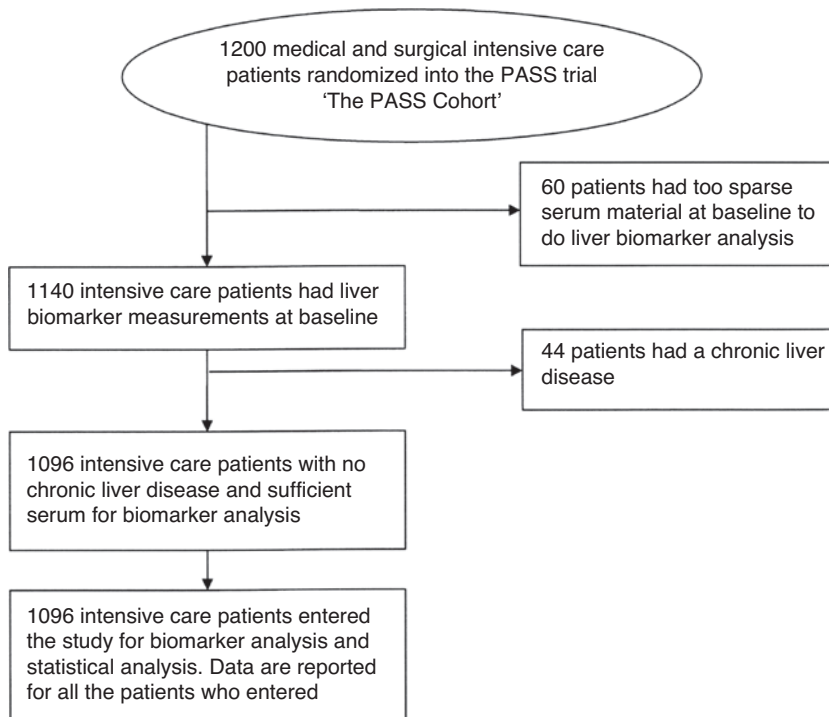 1200 medical and surgical intensive care
patients randomized into the PASS trial
‘The PASS Cohort’
60 patients had too sparse
serum material at baseline to
do liver biomarker analysis
1140 intensive care patients had liver
biomarker measurements at baseline
44 patients had a chronic liver
disease
1096 intensive care patients with no
chronic liver disease and sufficient
serum for biomarker analysis
1096 intensive care patients entered
the study for biomarker analysis and
statistical analysis. Data are reported
for all the patients who entered